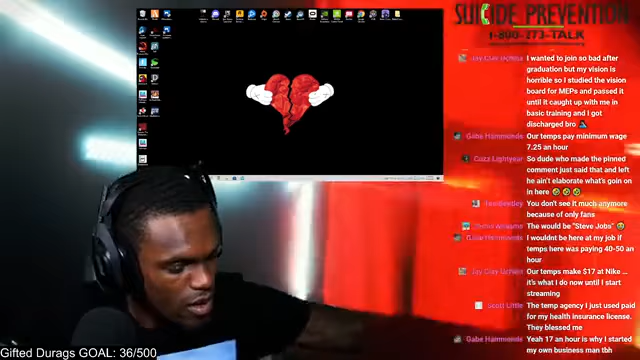 SUICIDE PREVENTION
1-800-273-TALK
I wanted to join so bad after
graduation but my vision is
horrible so I studied the vision
board for MEPs and passed it
until it caught up with me in
basic training and I got
discharged bro
Gabe Hammonds Our temps pay minimum wage
7.25 an hour
Cuzz Lightyear So dude who made the pinned
comment just said that and left
he ain't elaborate what's goin on
in here
You don't see it much anymore
because of only fans
The would be "Steve Jobs"
Gabe Hammonds I wouldnt be here at my job if
temps here was paying 40-50 an
hour
Our temps make $17 at Nike ...
it's what I do now until I start
streaming
Scott Little The temp agency I just used paid
for my health insurance license.
They blessed me
Gabe Hammonds Yeah 17 an hour is why I started
my own business man tbh
Gifted Durags GOAL: 36/500